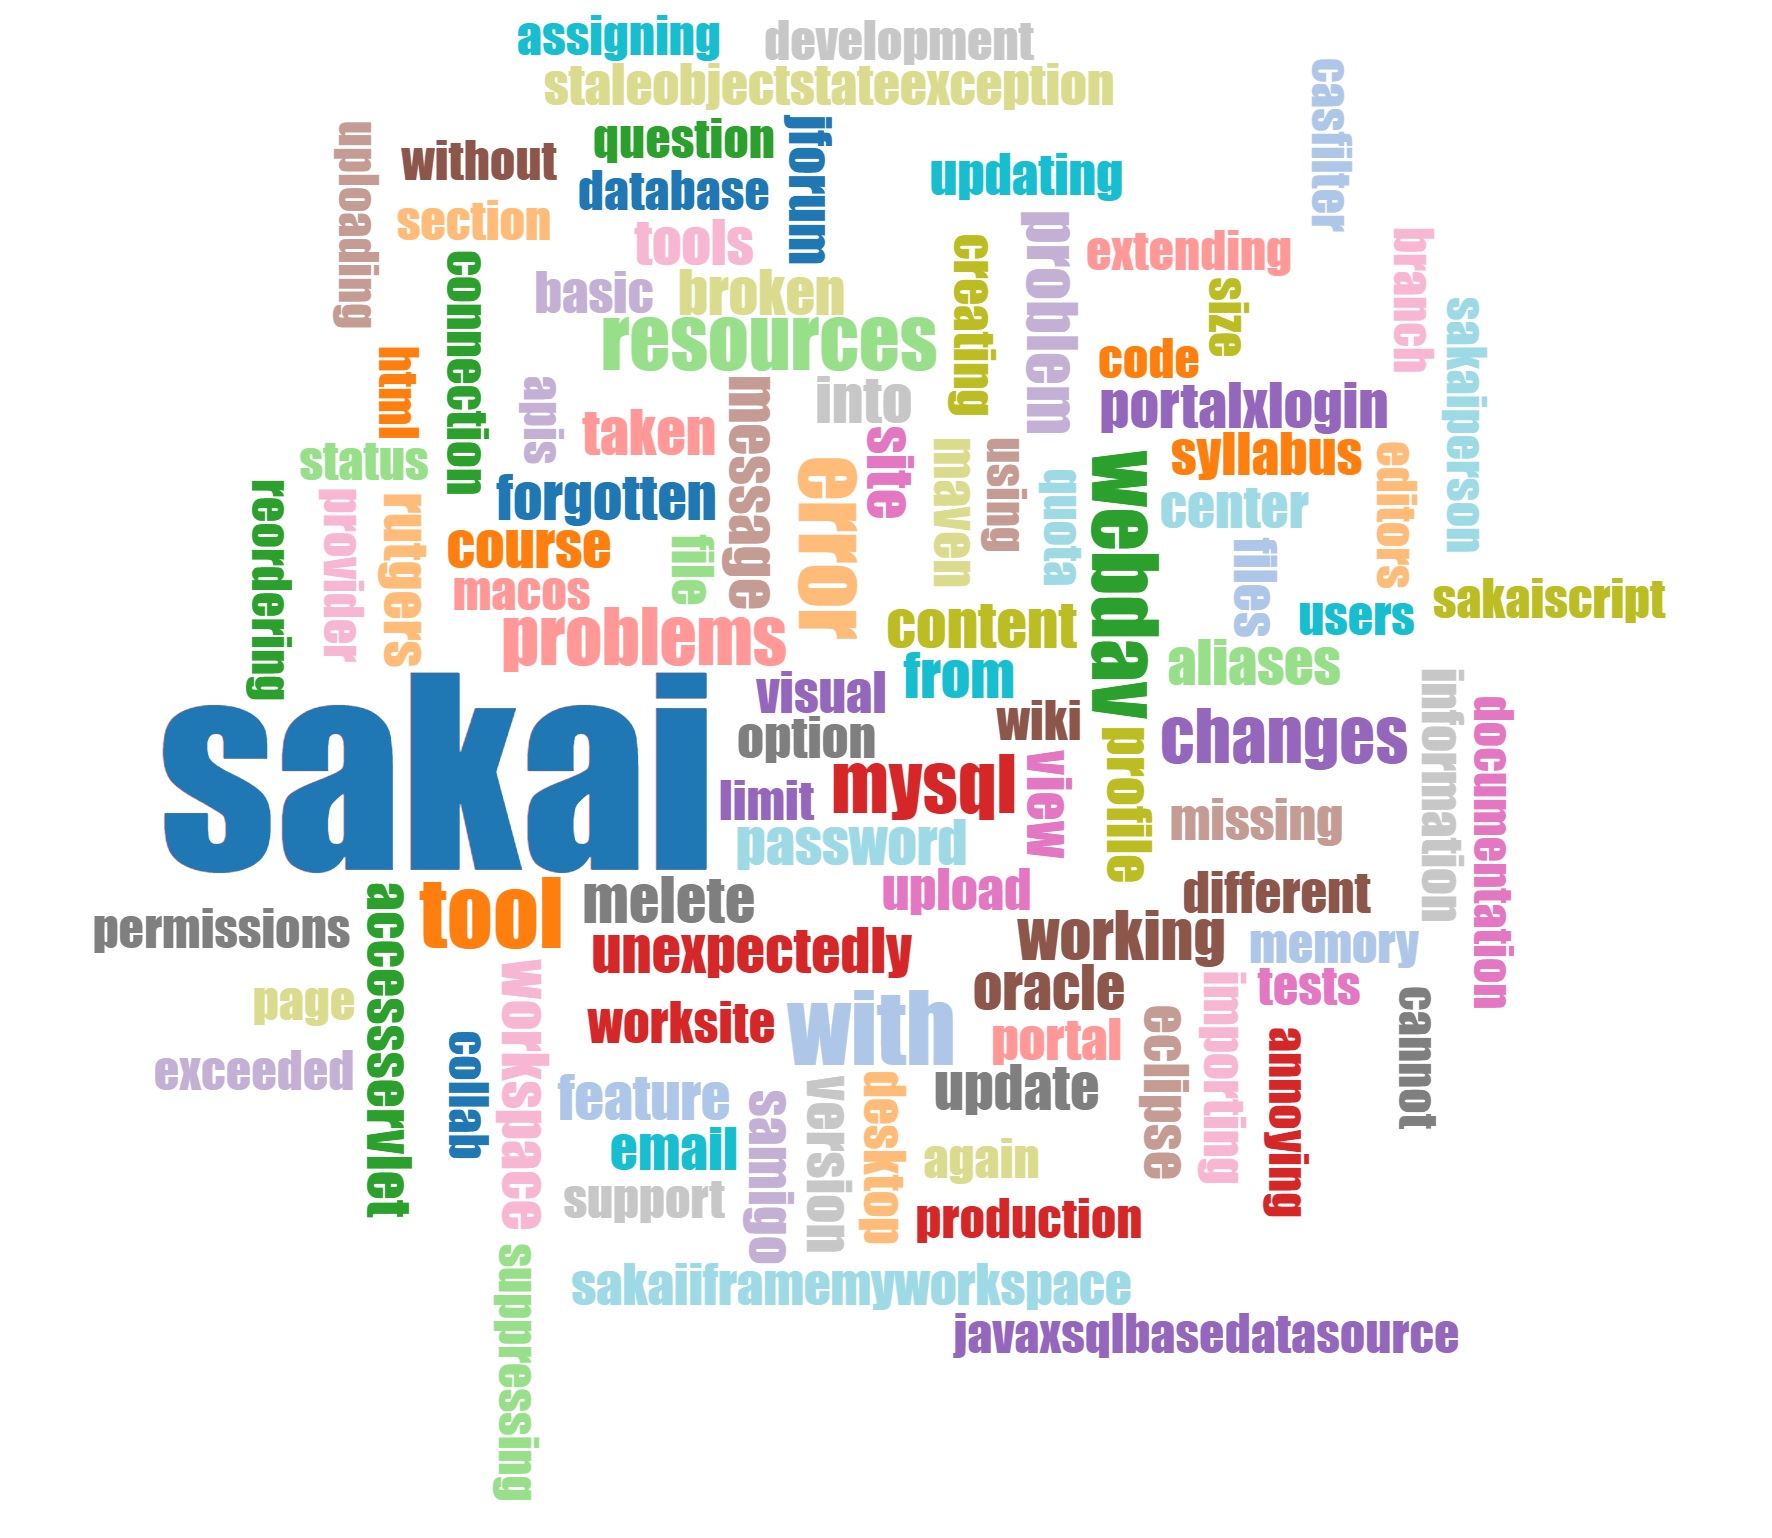 assigning
development
staleobjectstateexception
casfilter
uploading
without
question
jforum
database
updating
section
tools
problem
extending
branch
connection
basic
broken
creating
size
sakaiperson
resources
html
apis
taken
message
into
code
portalxlogin
status
site
syllabus
editors
error
maven
using
quota
webdav
center
reordering
provider
rutgers
forgotten
course
file
files
macos
problems
content
users
sakaiscript
from
aliases
sakai
visual
option
wiki
changes
information
documentation
mysql
view
profile
limit
password
missing
accessservlet
tool
melete
upload
different
permissions
unexpectedly
working
memory
workspace
page
worksite
with
oracle
portal
importing
tests
cannot
eclipse
annoying
exceeded
collab
feature
samigo
version
desktop
update
email
again
support
production
suppressing
sakaiiframemyworkspace
javaxsqlbasedatasource